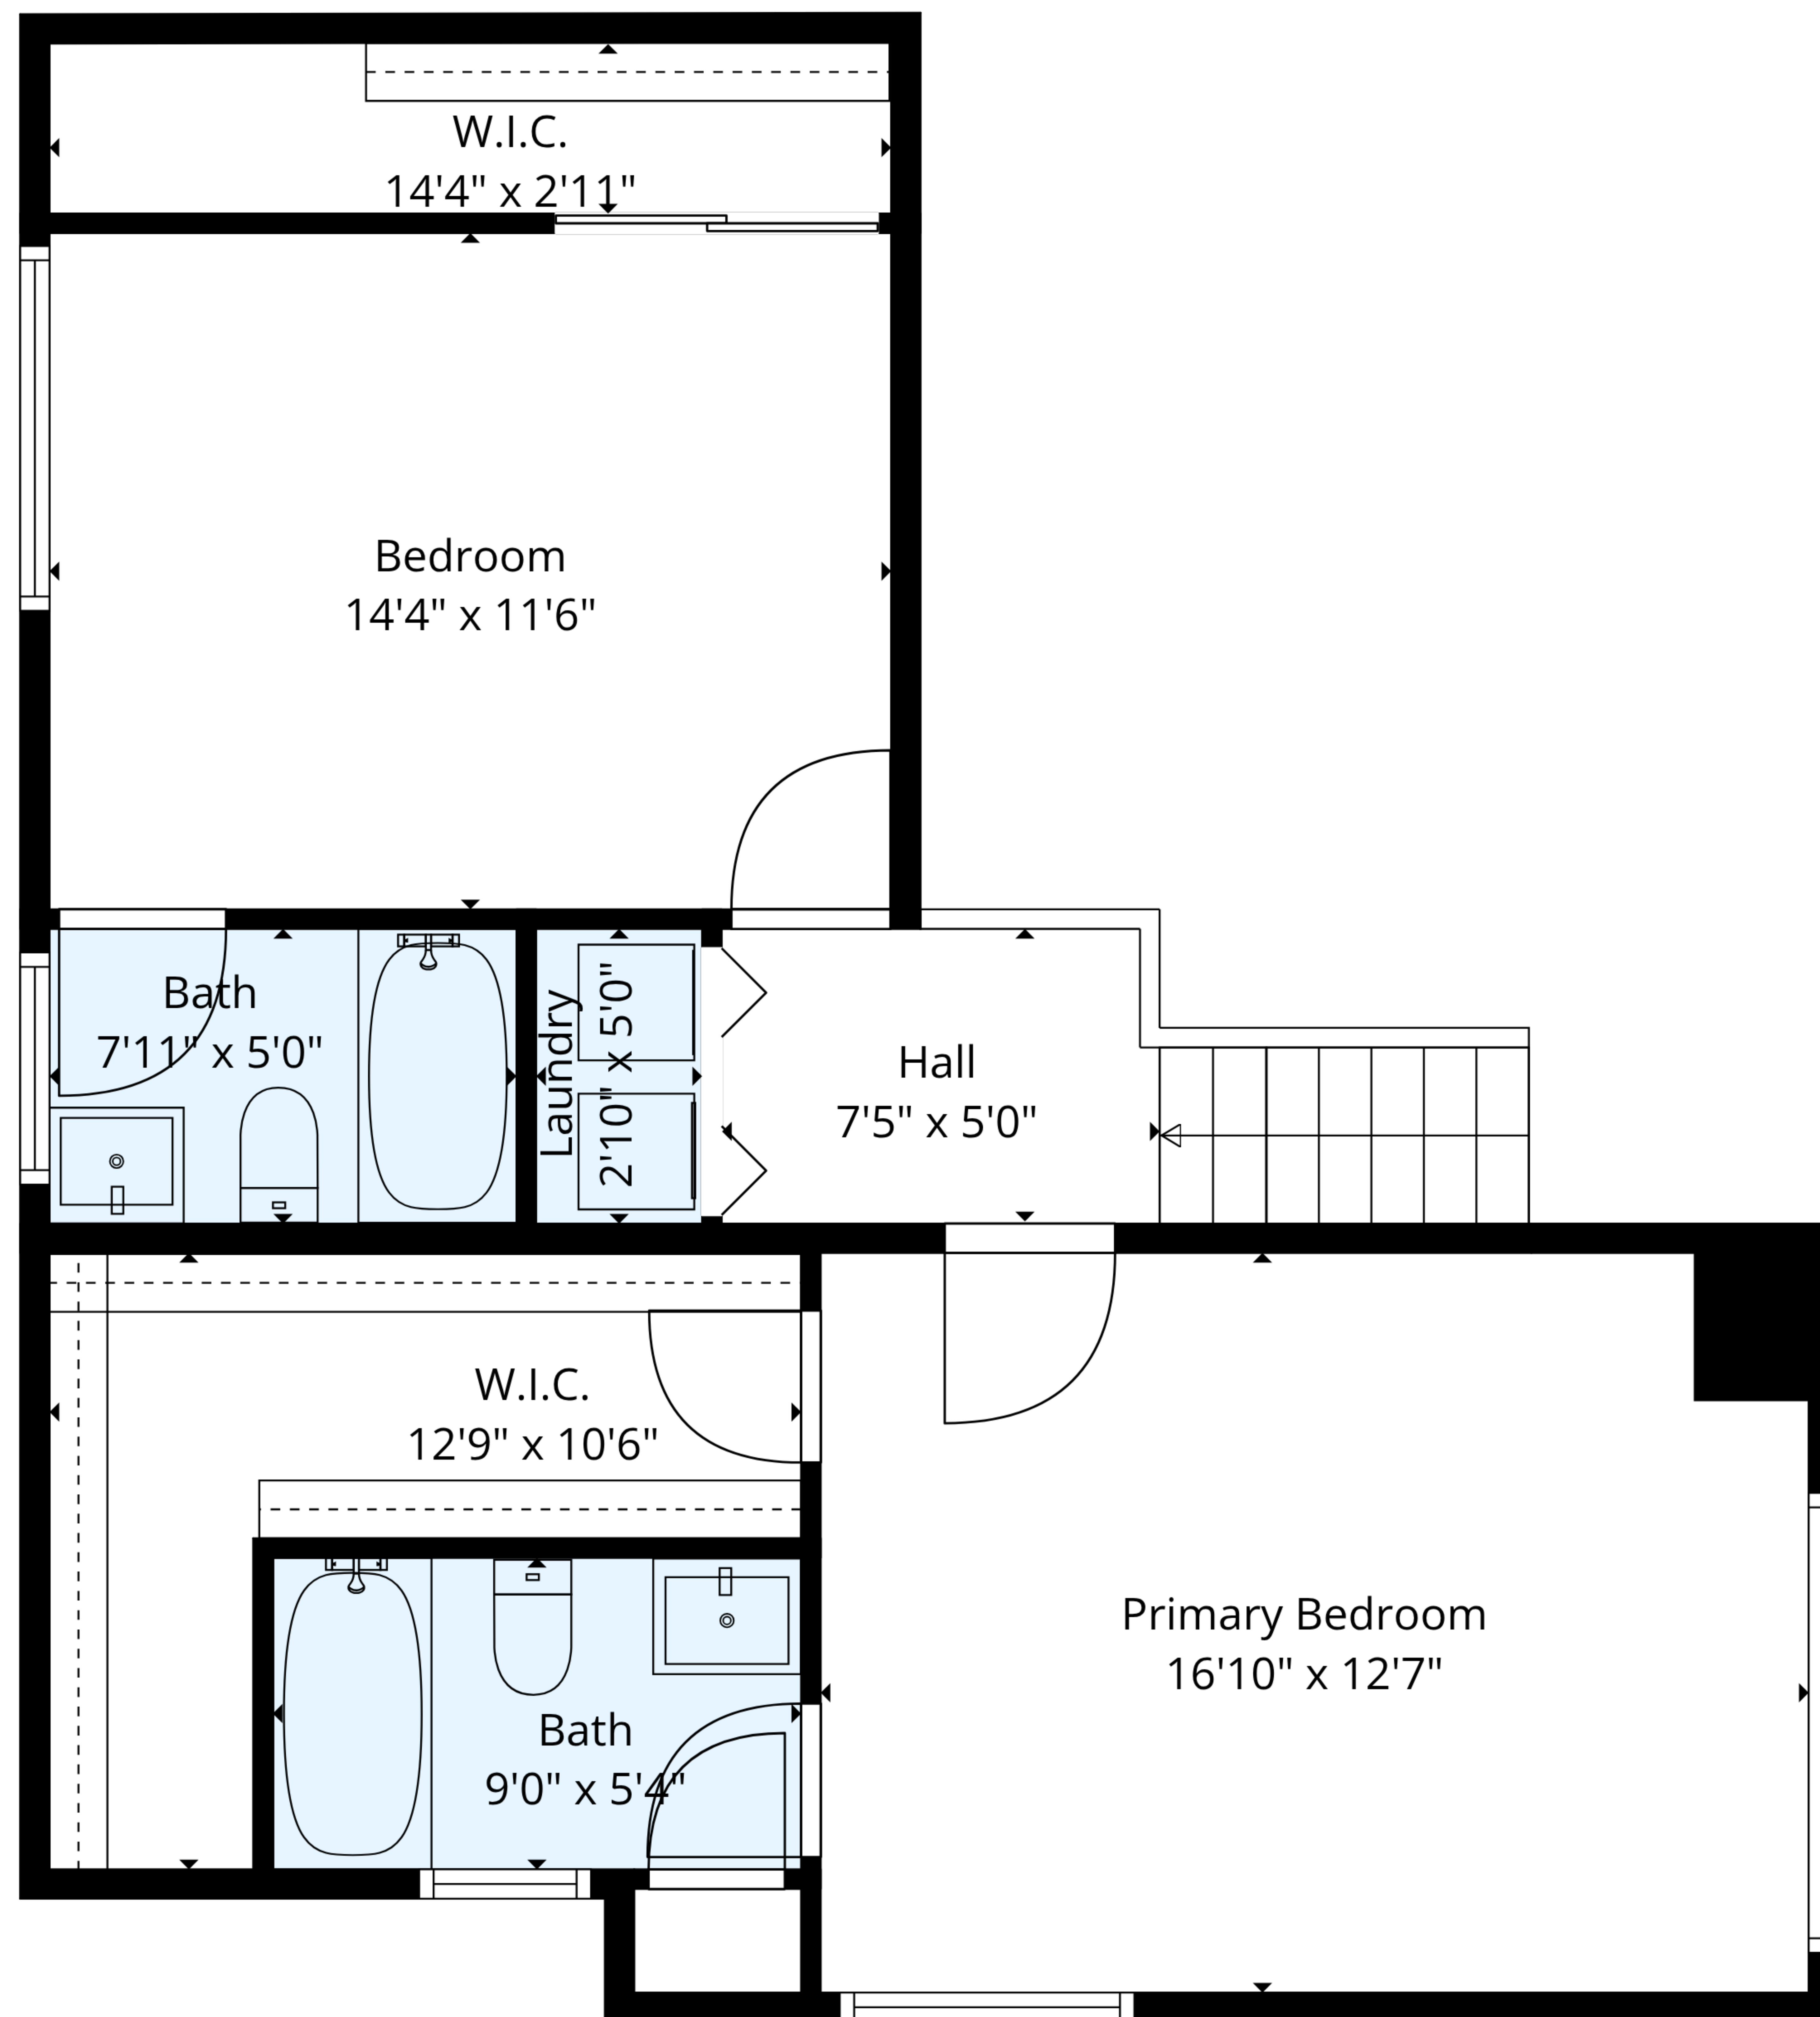 W.I.C.
14'4" x 2'11"
Bedroom
14'4" x 11'6"
Bath
7'11" x 5'0"
Laundry
2'10" x 5'0"
Hall
7'5" x 5'0"
W.I.C.
12'9" x 10'6"
Primary Bedroom
16'10" x 12'7"
Bath
9'0" x 5'4"